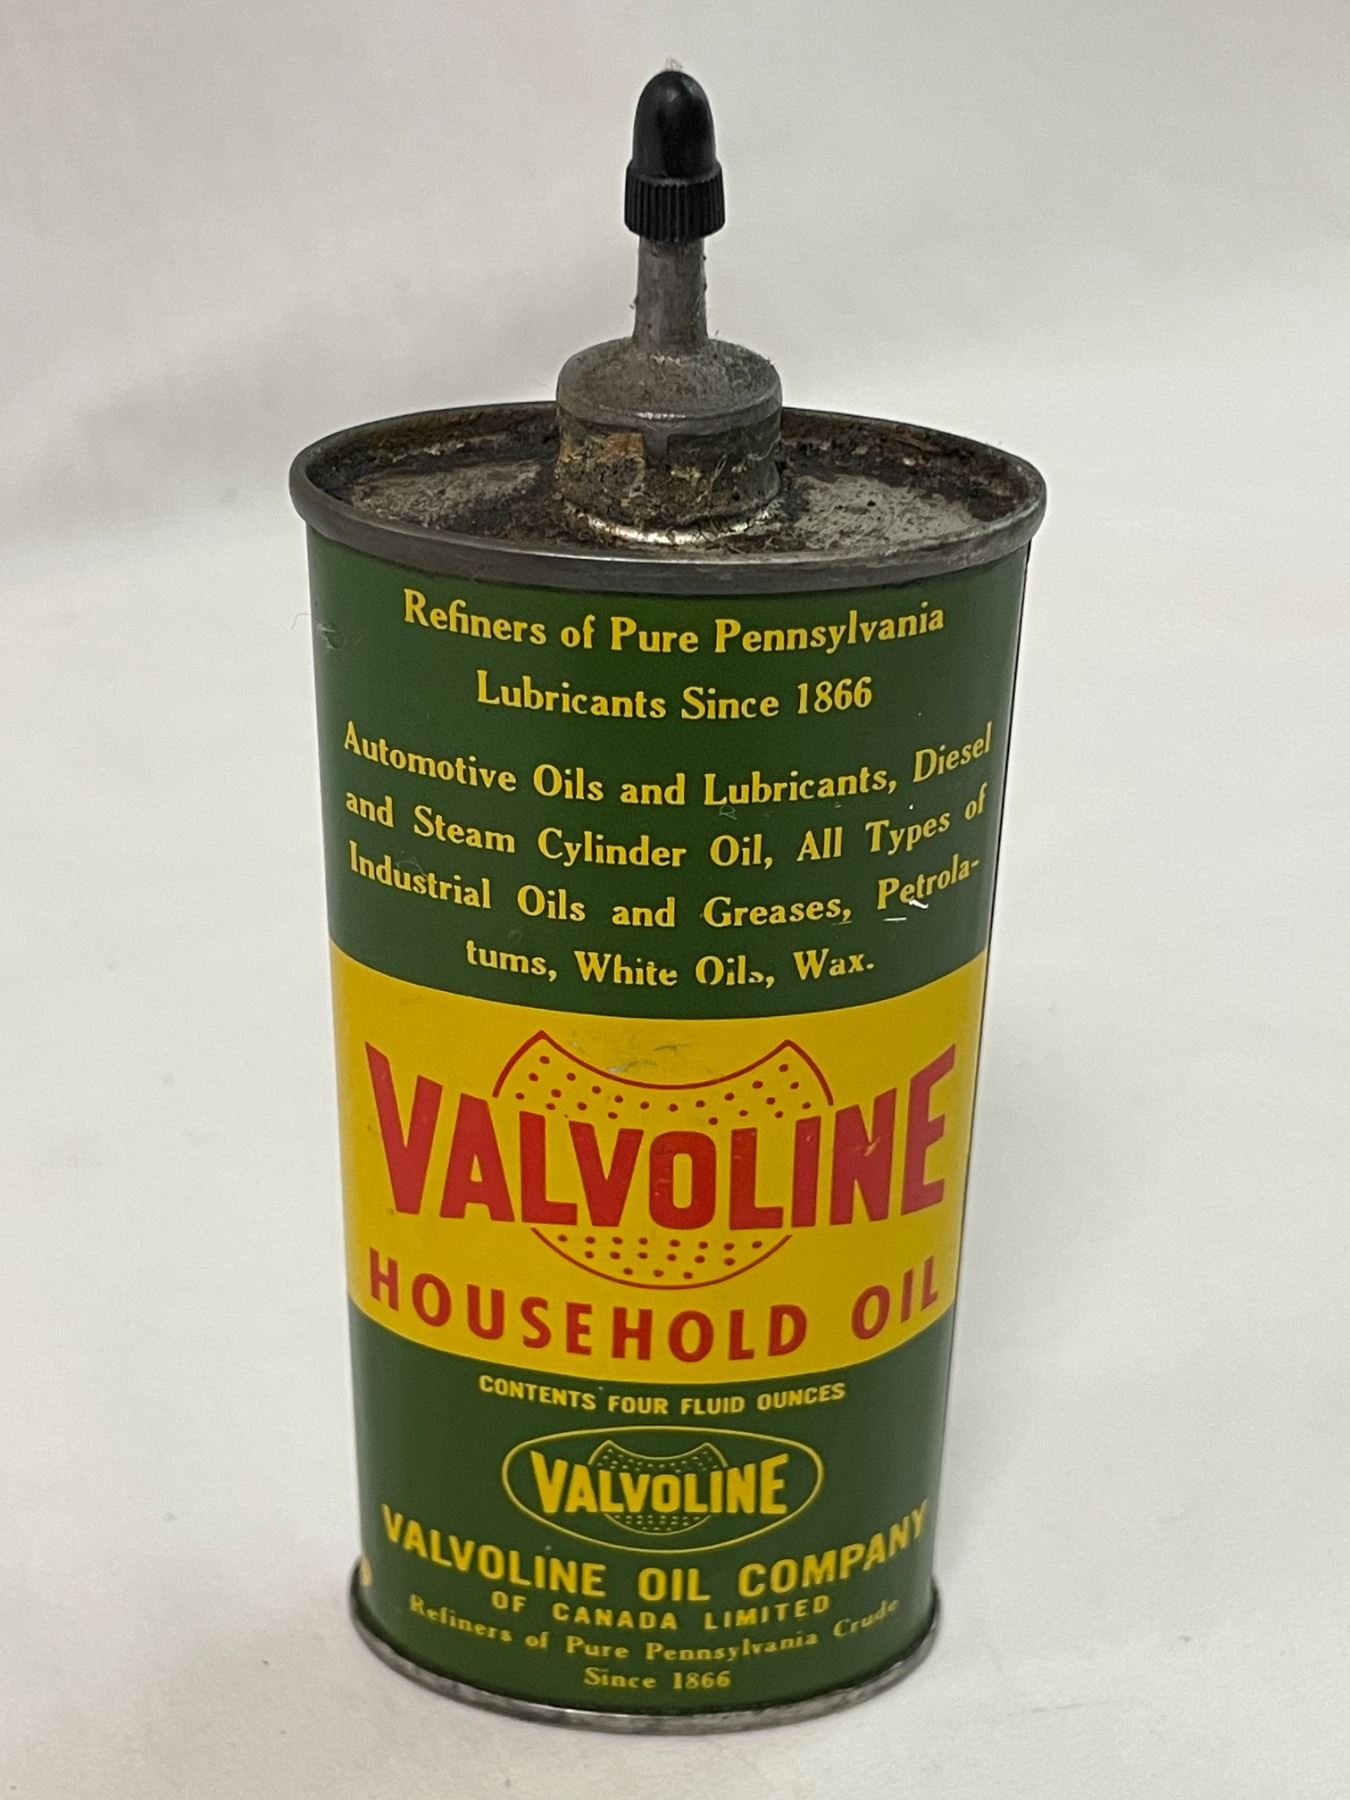 Refiners of Pure Pennsylvania
Lubricants Since 1866
Automotive Oils and Lubricants, Diesel
and Steam Cylinder Oil, All Types of
Industrial Oils and Greases, Petrola-
tums, White Oils, Wax.
VALVOLINE
HOUSEHOLD OIL
CONTENTS FOUR FLUID OUNCES
VALVOLINE
VALVOLINE OIL COMPANY
OF CANADA LIMITED
Refiners of Pure Pennsylvania Crude
Since 1866